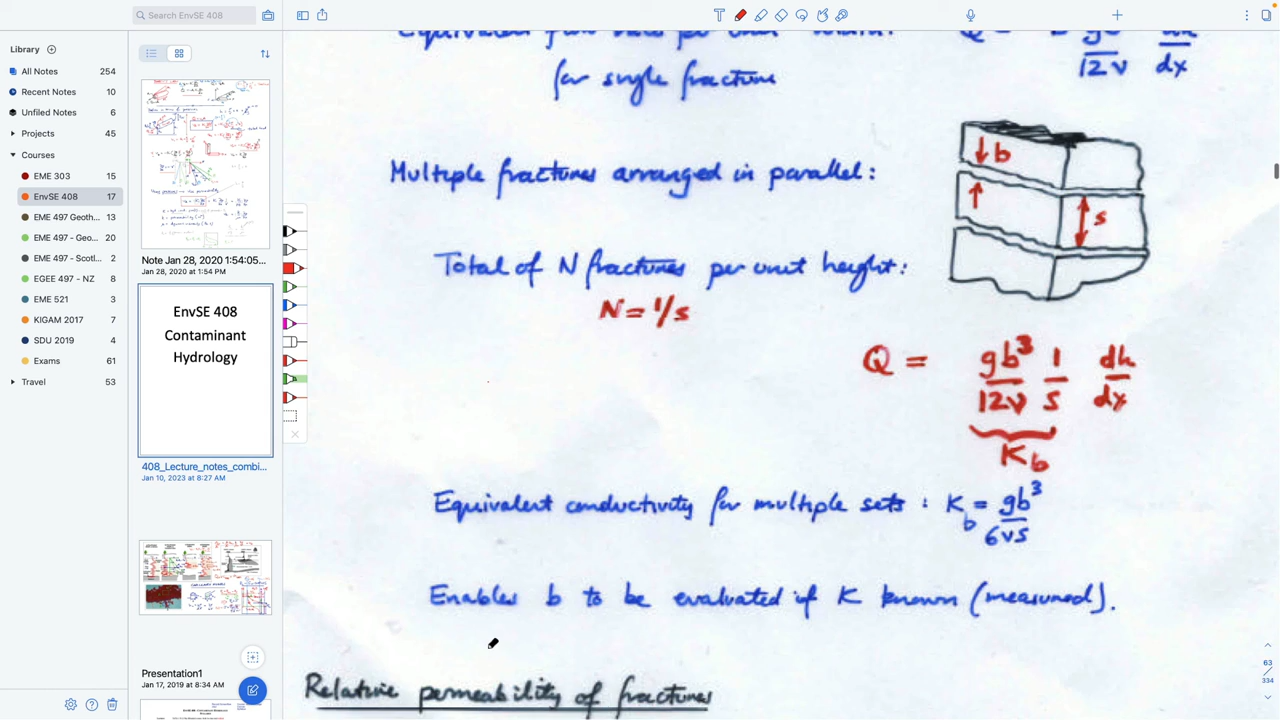 Search EnvSE 408
Library
All Notes 254
Recent Notes 10
Unfiled Notes 6
Projects 45
Courses
EME 303 15
EnvSE 408 17
EME 497 Geoth... 13
EME 497 - Geo... 20
EME 497 - Scotl... 2
EGEE 497 - NZ 8
EME 521 3
KIGAM 2017 7
SDU 2019 4
Exams 61
Travel 53
Note Jan 28, 2020 1:54:05...
Jan 28, 2020 at 1:54 PM
EnvSE 408
Contaminant
Hydrology
408_Lecture_notes_combi...
Jan 10, 2023 at 8:27 AM
Presentation1
Jan 17, 2019 at 8:34 AM
12ν dx
for single fracture
Multiple fractures arranged in parallel:
b
s
Total of N fractures per unit height:
N = 1/s
Q = gb³/12ν 1/s dh/dx
K_b
Equivalent conductivity for multiple sets : K_b = gb³/6νs
Enables b to be evaluated if K known (measured).
Relative permeability of fractures
63
334